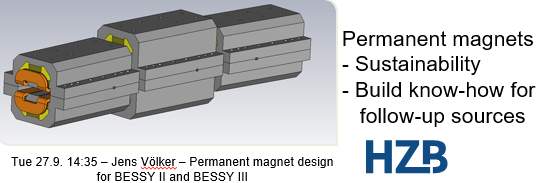 Permanent magnets
- Sustainability
- Build know-how for
follow-up sources
HZB
Tue 27.9. 14:35 – Jens Völker – Permanent magnet design
for BESSY II and BESSY III